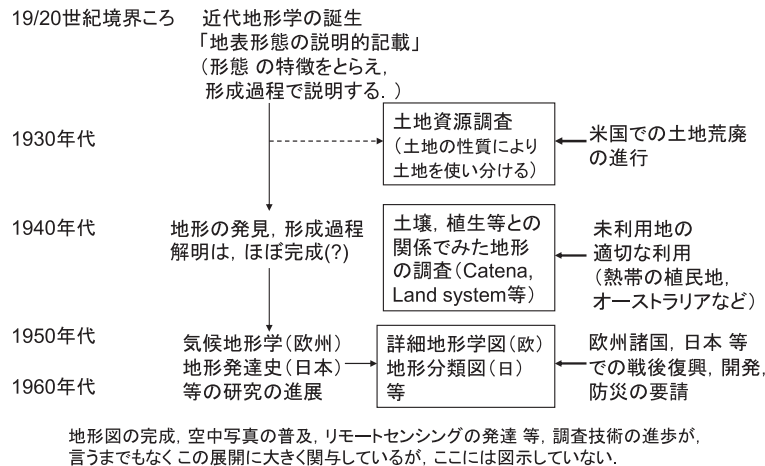 19/20世紀境界ころ
近代地形学の誕生
「地表形態の説明的記載」
(形態 の特徴をとらえ,
形成過程で説明する. )
1930年代
土地資源調査
(土地の性質により
土地を使い分ける)
米国での土地荒廃
の進行
1940年代
地形の発見, 形成過程
解明は, ほぼ完成(?)
土壌, 植生等との
関係でみた地形
の調査(Catena,
Land system等)
未利用地の
適切な利用
(熱帯の植民地,
オーストラリアなど)
1950年代
1960年代
気候地形学(欧州)
地形発達史(日本)
等の研究の進展
詳細地形学図(欧)
地形分類図(日)
等
欧州諸国, 日本 等
での戦後復興, 開発,
防災の要請
地形図の完成, 空中写真の普及, リモートセンシングの発達 等, 調査技術の進歩が,
言うまでもなく この展開に大きく関与しているが, ここには図示していない.